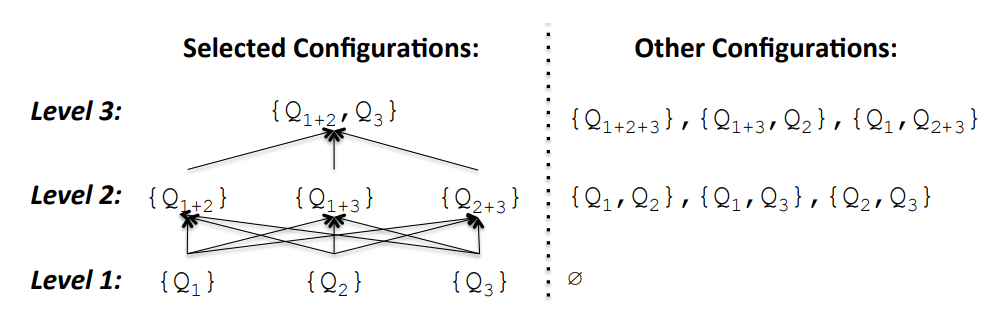 Selected Configurations: Other Configurations:
Level 3: {Q₁₊₂,Q₃} {Q₁₊₂₊₃},{Q₁₊₃,Q₂},{Q₁,Q₂₊₃}
Level 2: {Q₁₊₂} {Q₁₊₃} {Q₂₊₃} {Q₁,Q₂},{Q₁,Q₃},{Q₂,Q₃}
Level 1: {Q₁} {Q₂} {Q₃} ∅